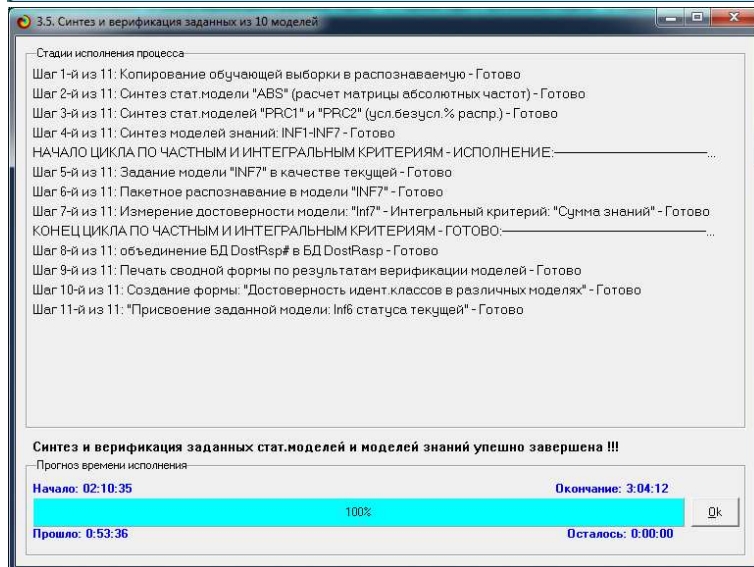 3.5. Синтез и верификация заданных из 10 моделей
Стадии исполнения процесса
Шаг 1-й из 11: Копирование обучающей выборки в распознаваемую - Готово
Шаг 2-й из 11: Синтез стат.модели "ABS" (расчет матрицы абсолютных частот) - Готово
Шаг 3-й из 11: Синтез стат.моделей "PRC1" и "PRC2" (усл.безусл.% распр.) - Готово
Шаг 4-й из 11: Синтез моделей знаний: INF1-INF7 - Готово
НАЧАЛО ЦИКЛА ПО ЧАСТНЫМ И ИНТЕГРАЛЬНЫМ КРИТЕРИЯМ - ИСПОЛНЕНИЕ:--------------------...
Шаг 5-й из 11: Задание модели "INF7" в качестве текущей - Готово
Шаг 6-й из 11: Пакетное распознавание в модели "INF7" - Готово
Шаг 7-й из 11: Измерение достоверности модели: "Inf7" - Интегральный критерий: "Сумма знаний" - Готово
КОНЕЦ ЦИКЛА ПО ЧАСТНЫМ И ИНТЕГРАЛЬНЫМ КРИТЕРИЯМ - ГОТОВО:--------------------...
Шаг 8-й из 11: объединение БД DostRsp# в БД DostRasp - Готово
Шаг 9-й из 11: Печать сводной формы по результатам верификации моделей - Готово
Шаг 10-й из 11: Создание формы: "Достоверность идент.классов в различных моделях" - Готово
Шаг 11-й из 11: "Присвоение заданной модели: Inf6 статуса текущей" - Готово
Синтез и верификация заданных стат.моделей и моделей знаний упешно завершена !!!
Прогноз времени исполнения
Начало: 02:10:35 Окончание: 3:04:12
100% Ok
Прошло: 0:53:36 Осталось: 0:00:00